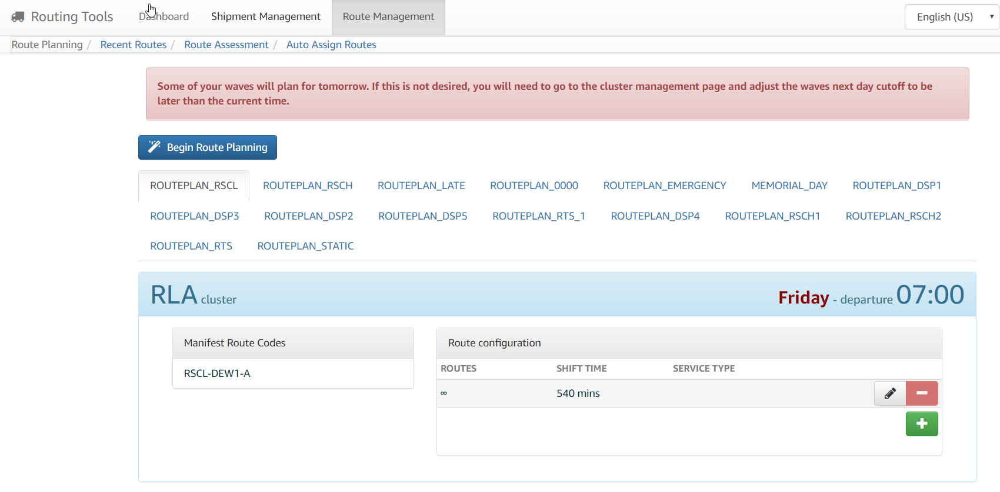 Routing Tools Dashboard Shipment Management Route Management English (US)
Route Planning / Recent Routes / Route Assessment / Auto Assign Routes
Some of your waves will plan for tomorrow. If this is not desired, you will need to go to the cluster management page and adjust the waves next day cutoff to be
later than the current time.
Begin Route Planning
ROUTEPLAN_RSCL ROUTEPLAN_RSCH ROUTEPLAN_LATE ROUTEPLAN_0000 ROUTEPLAN_EMERGENCY MEMORIAL_DAY ROUTEPLAN_DSP1
ROUTEPLAN_DSP3 ROUTEPLAN_DSP2 ROUTEPLAN_DSP5 ROUTEPLAN_RTS_1 ROUTEPLAN_DSP4 ROUTEPLAN_RSCH1 ROUTEPLAN_RSCH2
ROUTEPLAN_RTS ROUTEPLAN_STATIC
RLA cluster Friday - departure 07:00
Manifest Route Codes
RSCL-DEW1-A
Route configuration
ROUTES SHIFT TIME SERVICE TYPE
∞ 540 mins